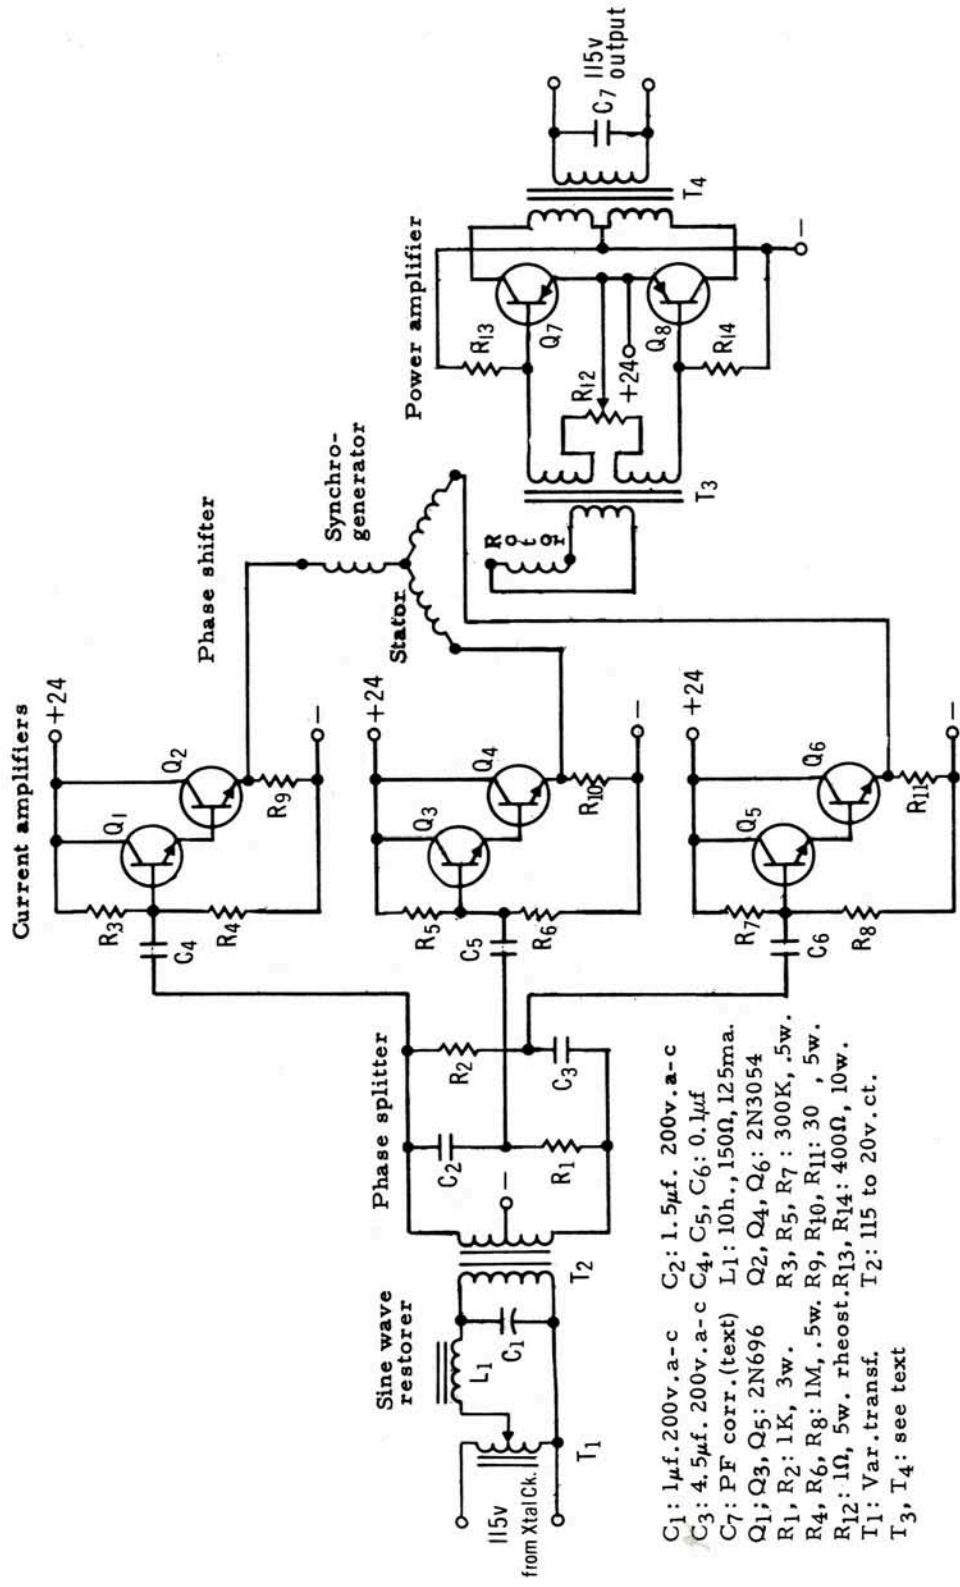 Current amplifiers
Power amplifier
Phase shifter
Synchro-
generator
Phase splitter
Sine wave
restorer
Stator
Rotor
+24
Q1
Q2
R3
R4
C4
R9
−
+24
Q3
Q4
R5
R6
C5
R10
−
+24
Q5
Q6
R7
R8
C6
R11
−
115v
from Xtal Ck.
T1
L1
C1
T2
−
C2
R1
R2
C3
T3
R12
+24
R13
Q7
Q8
R14
T4
−
C7
115v
output
C1: 1µf. 200v. a-c C2: 1.5µf. 200v. a-c
C3: 4.5µf. 200v. a-c C4, C5, C6: 0.1µf
C7: PF corr. (text) L1: 10h., 150Ω, 125ma.
Q1; Q3, Q5: 2N696 Q2, Q4, Q6: 2N3054
R1, R2: 1K, 3w. R3, R5, R7 : 300K, .5w.
R4, R6, R8: 1M, .5w. R9, R10, R11: 30 , 5w.
R12: 1Ω, 5w. rheost. R13, R14: 400Ω, 10w.
T1: Var. transf. T2: 115 to 20v. ct.
T3, T4: see text